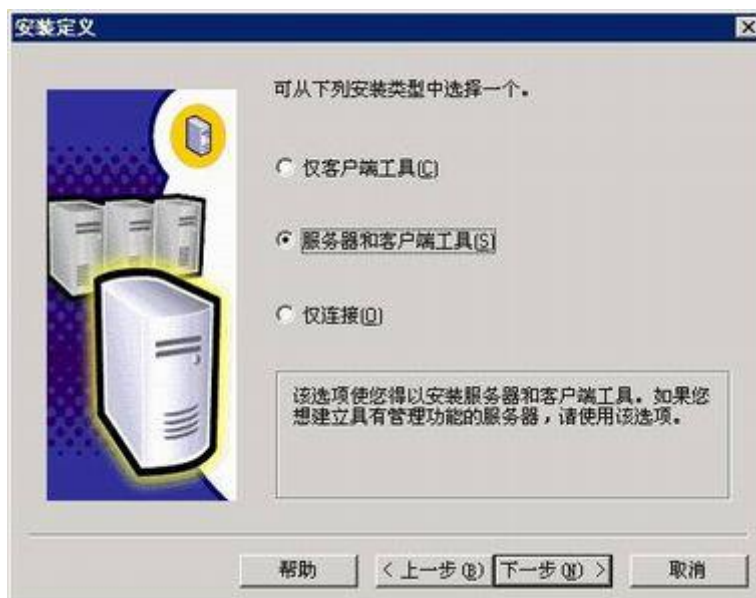 安装定义
可从下列安装类型中选择一个。
仅客户端工具(C)
服务器和客户端工具(S)
仅连接(O)
该选项使您得以安装服务器和客户端工具。如果您
想建立具有管理功能的服务器，请使用该选项。
帮助
< 上一步(B)
下一步(N) >
取消